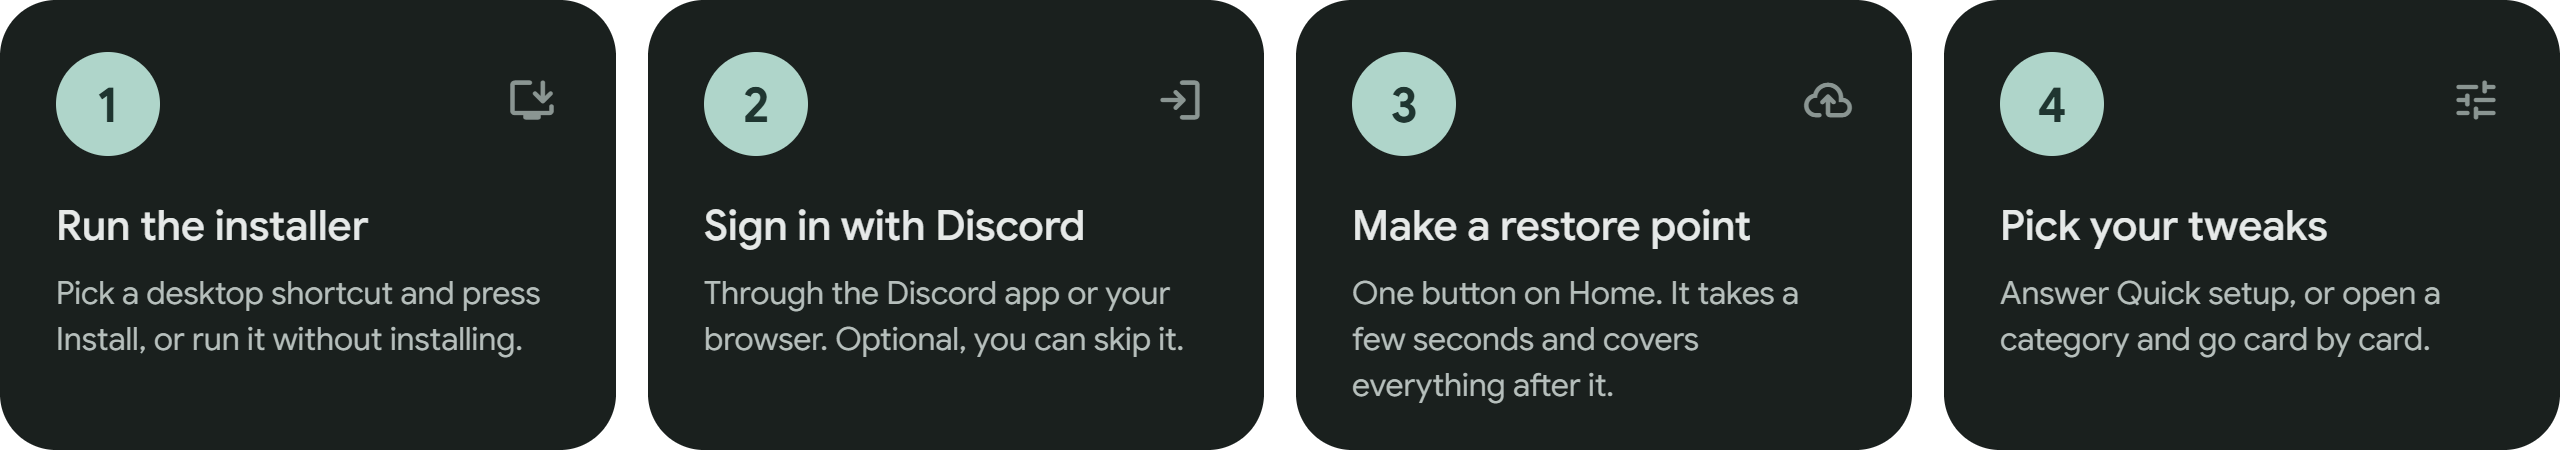 1
Run the installer
Pick a desktop shortcut and press
Install, or run it without installing.
2
Sign in with Discord
Through the Discord app or your
browser. Optional, you can skip it.
3
Make a restore point
One button on Home. It takes a
few seconds and covers
everything after it.
4
Pick your tweaks
Answer Quick setup, or open a
category and go card by card.